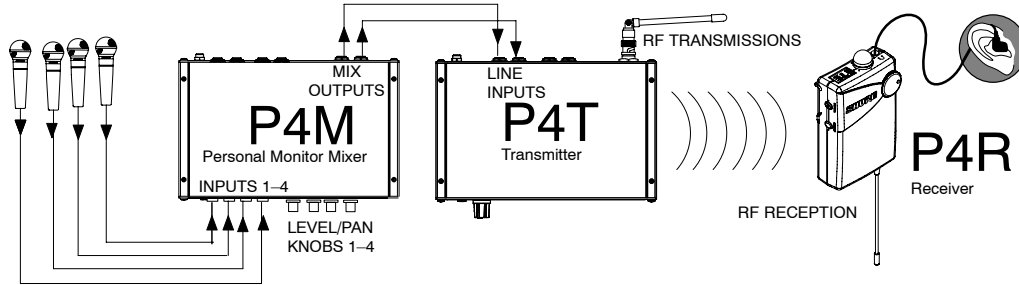 RF TRANSMISSIONS
MIX
OUTPUTS
P4M
Personal Monitor Mixer
INPUTS 1–4
LEVEL/PAN
KNOBS 1–4
LINE
INPUTS
P4T
Transmitter
SHURE
P4R
Receiver
RF RECEPTION